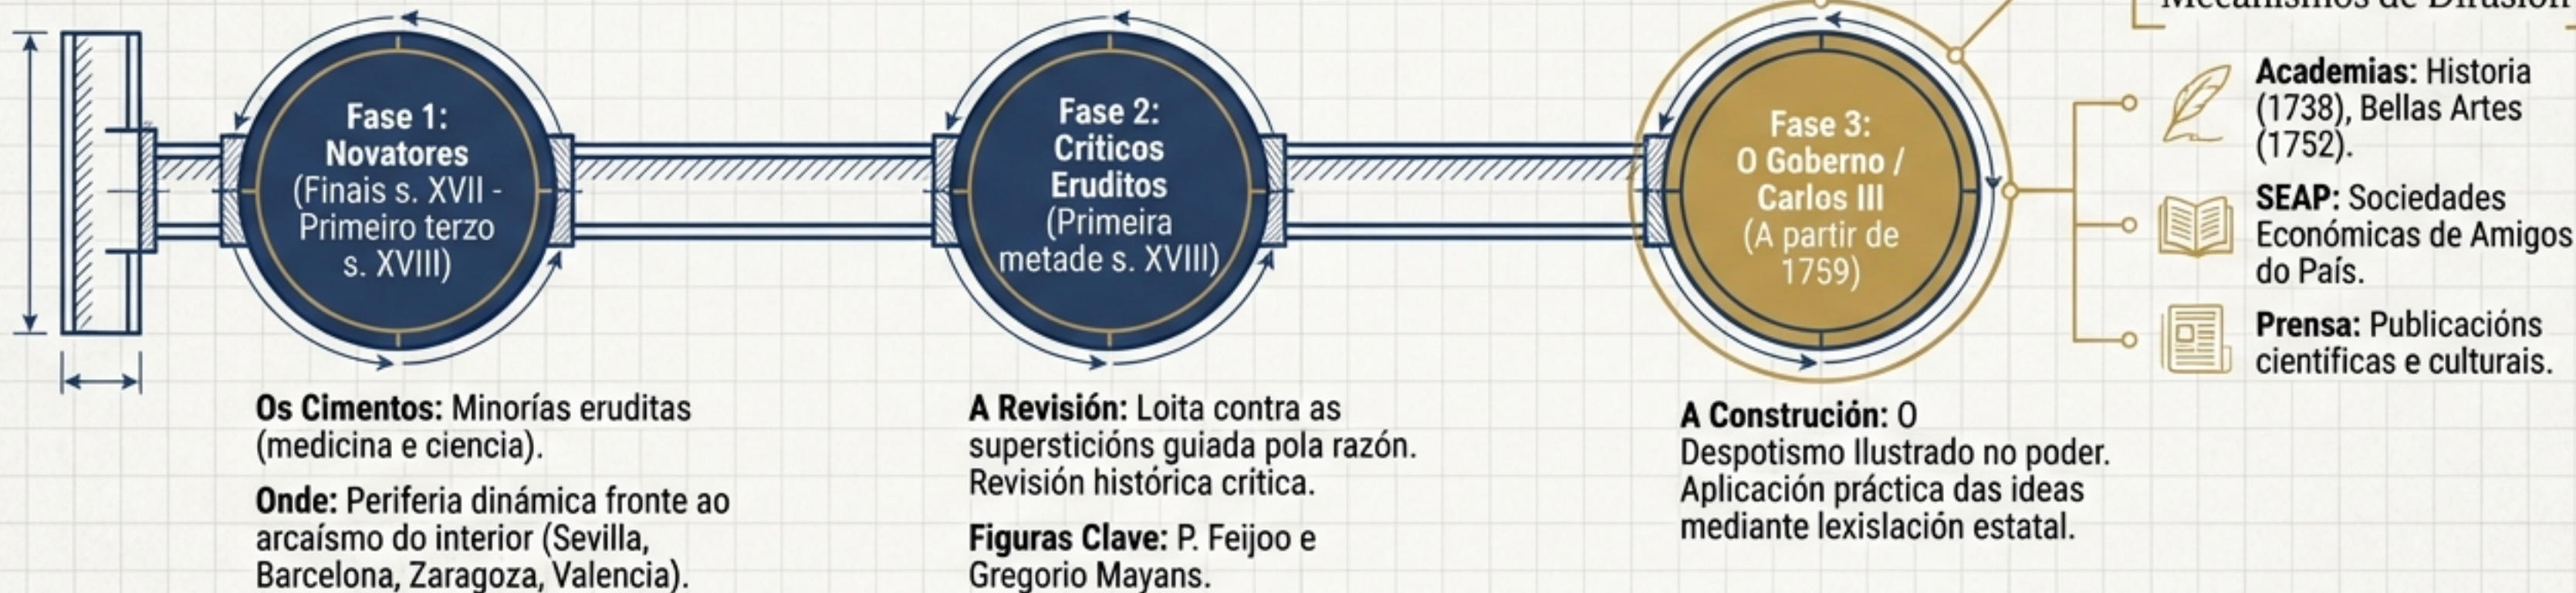 Fase 1:
Novatores
(Finais s. XVII -
Primeiro terzo
s. XVIII)
Os Cimentos: Minorías eruditas
(medicina e ciencia).
Onde: Periferia dinámica fronte ao
arcaísmo do interior (Sevilla,
Barcelona, Zaragoza, Valencia).
Fase 2:
Críticos
Eruditos
(Primeira
metade s. XVIII)
A Revisión: Loita contra as
supersticións guiada pola razón.
Revisión histórica crítica.
Figuras Clave: P. Feijoo e
Gregorio Mayans.
Fase 3:
O Goberno /
Carlos III
(A partir de
1759)
A Construción: O
Despotismo Ilustrado no poder.
Aplicación práctica das ideas
mediante lexislación estatal.
Mecanismos de Difusión
Academias: Historia
(1738), Bellas Artes
(1752).
SEAP: Sociedades
Económicas de Amigos
do País.
Prensa: Publicacións
científicas e culturais.